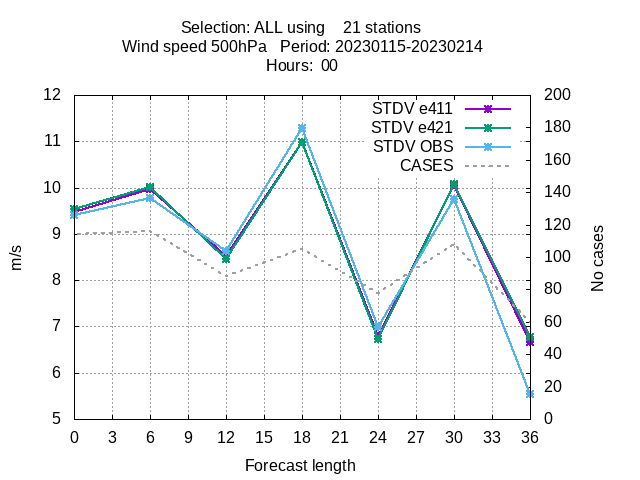 Selection: ALL using    21 stations
Wind speed 500hPa   Period: 20230115-20230214
Hours:  00
STDV e411
STDV e421
STDV OBS
CASES
12
11
10
9
8
7
6
5
m/s
200
180
160
140
120
100
80
60
40
20
0
No cases
0 3 6 9 12 15 18 21 24 27 30 33 36
Forecast length